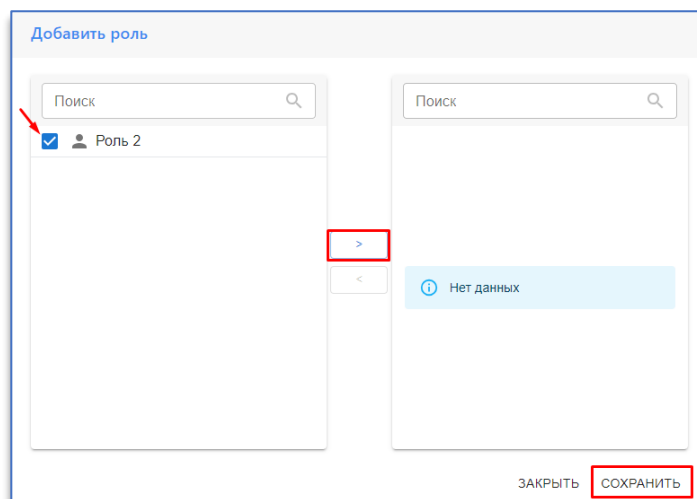 Добавить роль
Поиск
Поиск
Роль 2
>
<
Нет данных
ЗАКРЫТЬ
СОХРАНИТЬ